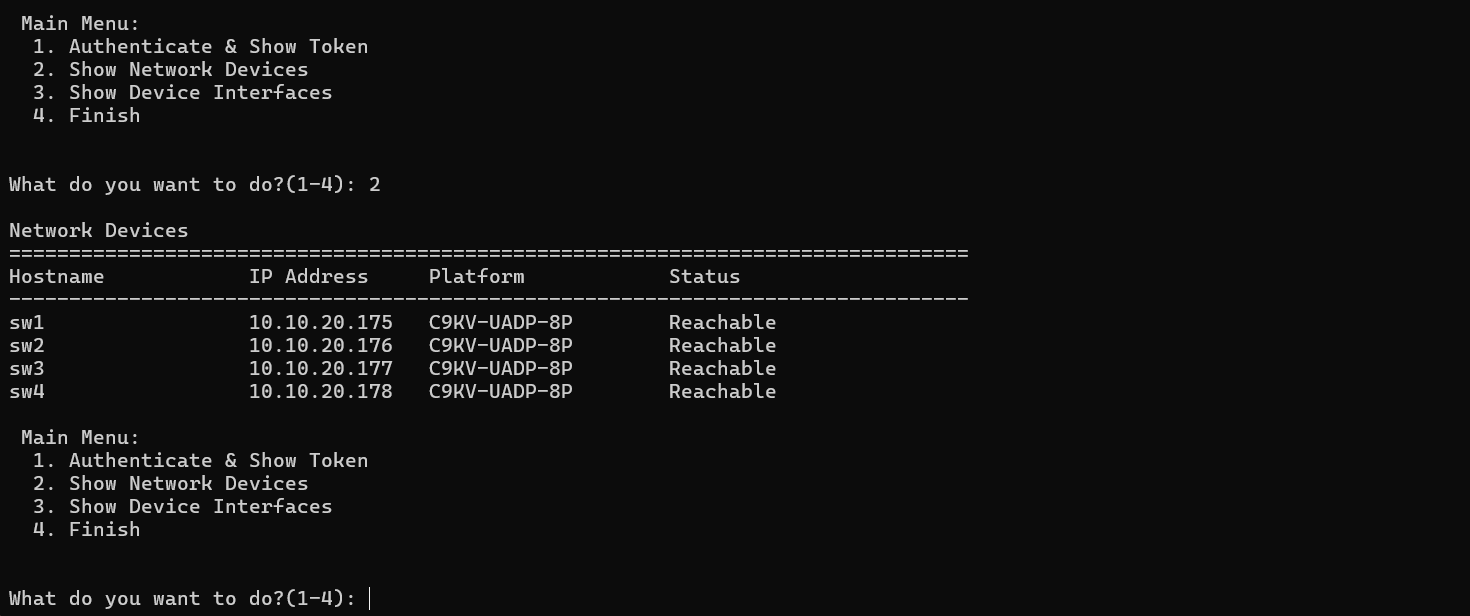 Main Menu:
1. Authenticate & Show Token
2. Show Network Devices
3. Show Device Interfaces
4. Finish
What do you want to do?(1-4): 2
Network Devices
================================================================================
Hostname            IP Address     Platform            Status
--------------------------------------------------------------------------------
sw1                 10.10.20.175   C9KV-UADP-8P        Reachable
sw2                 10.10.20.176   C9KV-UADP-8P        Reachable
sw3                 10.10.20.177   C9KV-UADP-8P        Reachable
sw4                 10.10.20.178   C9KV-UADP-8P        Reachable
Main Menu:
1. Authenticate & Show Token
2. Show Network Devices
3. Show Device Interfaces
4. Finish
What do you want to do?(1-4):